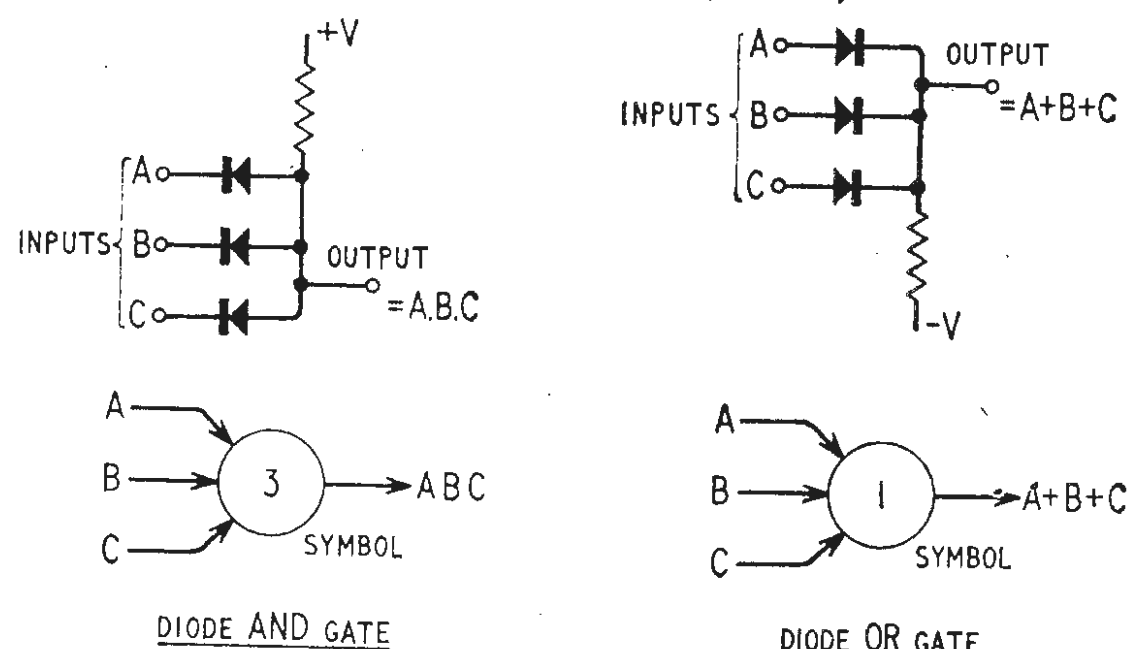 +V
A
INPUTS B
C
OUTPUT
=A.B.C
A
B
C
3
ABC
SYMBOL
DIODE AND GATE
A
INPUTS B
C
OUTPUT
=A+B+C
-V
A
B
C
1
A+B+C
SYMBOL
DIODE OR GATE